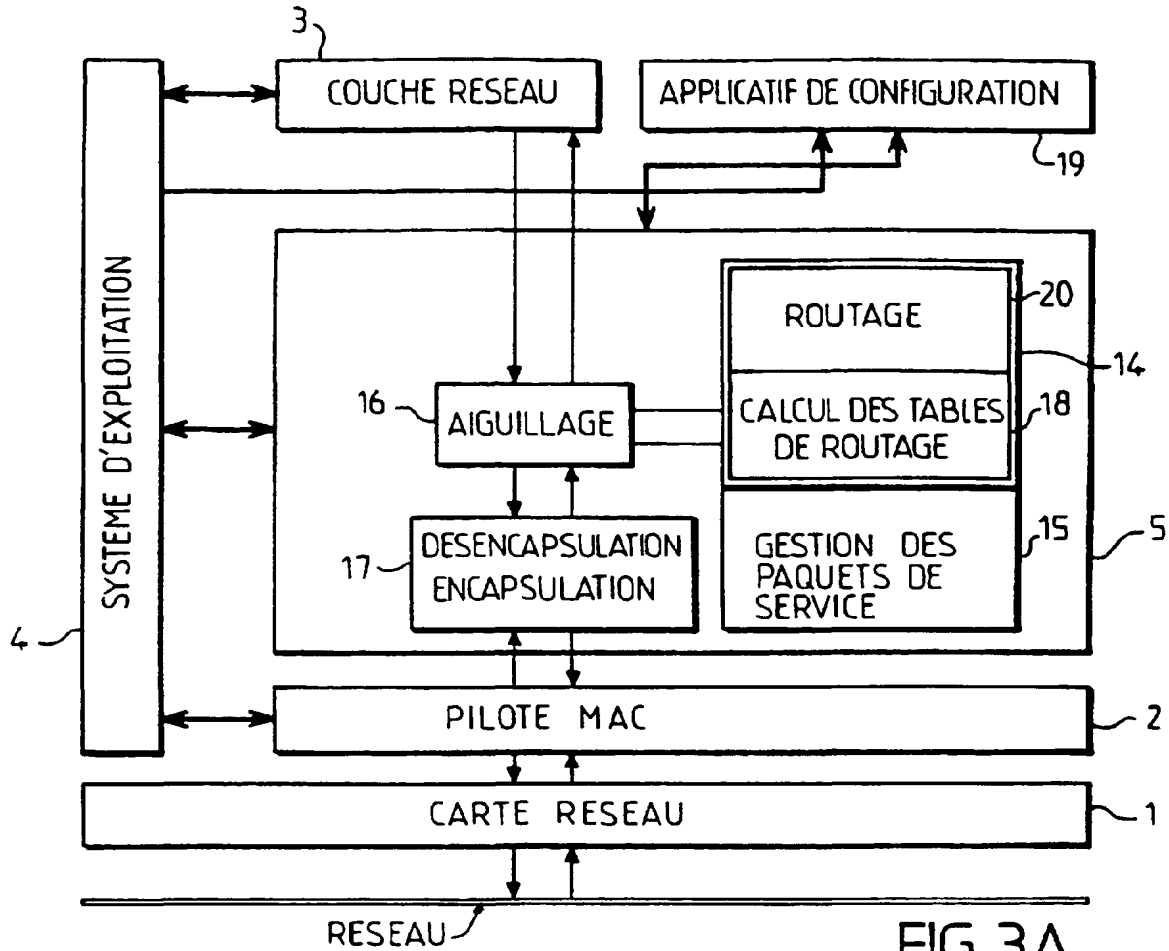 3
COUCHE RESEAU
APPLICATIF DE CONFIGURATION
19
SYSTEME D'EXPLOITATION
4
ROUTAGE
20
14
16
AIGUILLAGE
CALCUL DES TABLES
DE ROUTAGE
18
17
DESENCAPSULATION
ENCAPSULATION
GESTION DES
PAQUETS DE
SERVICE
15
5
PILOTE MAC
2
CARTE RESEAU
1
RESEAU
FIG.3A